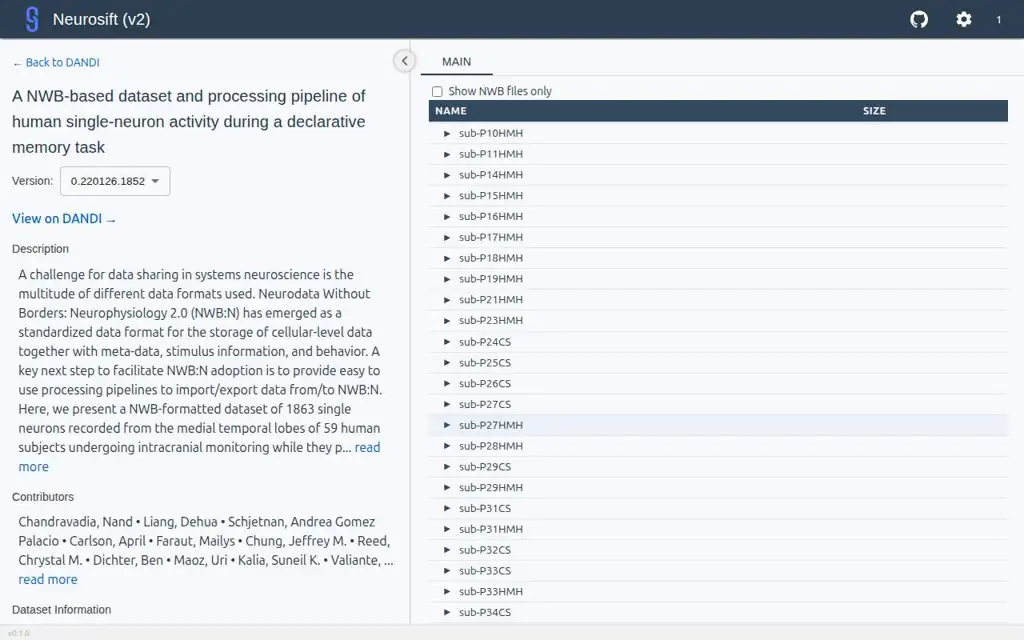 Neurosift (v2)
1
← Back to DANDI
A NWB-based dataset and processing pipeline of
human single-neuron activity during a declarative
memory task
Version:
0.220126.1852
View on DANDI →
Description
A challenge for data sharing in systems neuroscience is the
multitude of different data formats used. Neurodata Without
Borders: Neurophysiology 2.0 (NWB:N) has emerged as a
standardized data format for the storage of cellular-level data
together with meta-data, stimulus information, and behavior. A
key next step to facilitate NWB:N adoption is to provide easy to
use processing pipelines to import/export data from/to NWB:N.
Here, we present a NWB-formatted dataset of 1863 single
neurons recorded from the medial temporal lobes of 59 human
subjects undergoing intracranial monitoring while they p... read
more
Contributors
Chandravadia, Nand • Liang, Dehua • Schjetnan, Andrea Gomez
Palacio • Carlson, April • Faraut, Mailys • Chung, Jeffrey M. • Reed,
Chrystal M. • Dichter, Ben • Maoz, Uri • Kalia, Suneil K. • Valiante, ...
read more
Dataset Information
MAIN
Show NWB files only
NAME SIZE
sub-P10HMH
sub-P11HMH
sub-P14HMH
sub-P15HMH
sub-P16HMH
sub-P17HMH
sub-P18HMH
sub-P19HMH
sub-P21HMH
sub-P23HMH
sub-P24CS
sub-P25CS
sub-P26CS
sub-P27CS
sub-P27HMH
sub-P28HMH
sub-P29CS
sub-P29HMH
sub-P31CS
sub-P31HMH
sub-P32CS
sub-P33CS
sub-P33HMH
sub-P34CS
v0.1.0